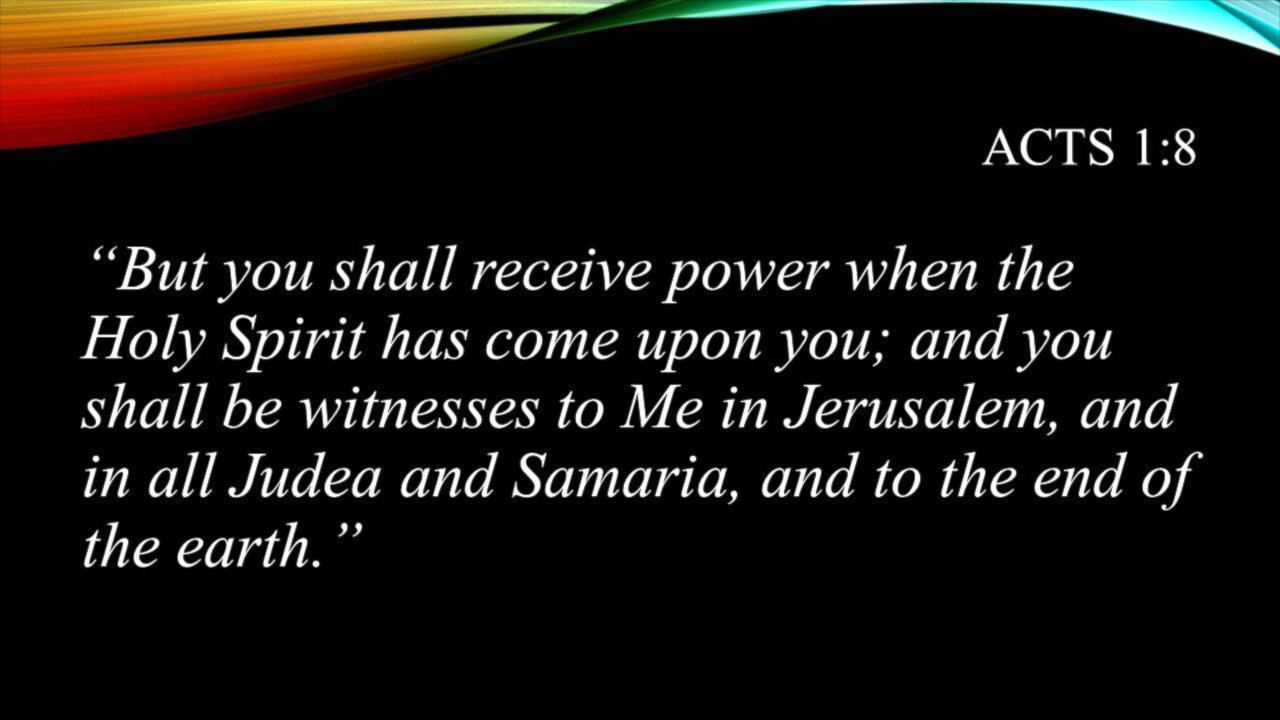 ACTS 1:8
“But you shall receive power when the
Holy Spirit has come upon you; and you
shall be witnesses to Me in Jerusalem, and
in all Judea and Samaria, and to the end of
the earth.”